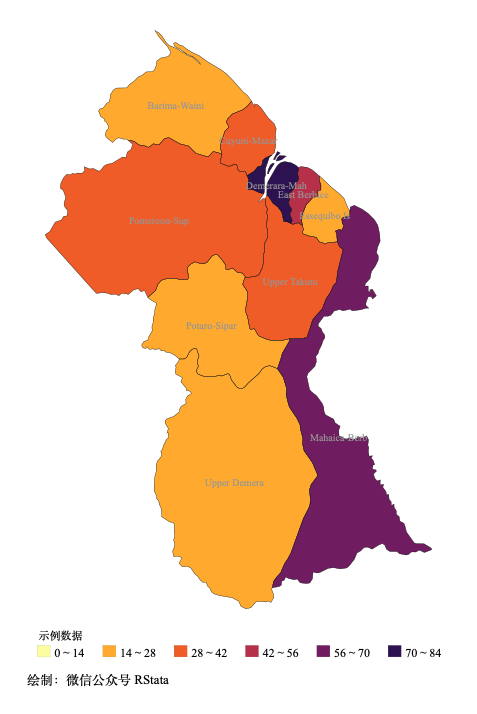 Barima-Waini
Cuyuni-Mazar
Demerara-Mah
East Berbice
Essequibo Is
Pomeroon-Sup
Upper Takutu
Potaro-Sipar
Mahaica-Berb
Upper Demera
示例数据
0 ~ 14 14 ~ 28 28 ~ 42 42 ~ 56 56 ~ 70 70 ~ 84
绘制：微信公众号 RStata